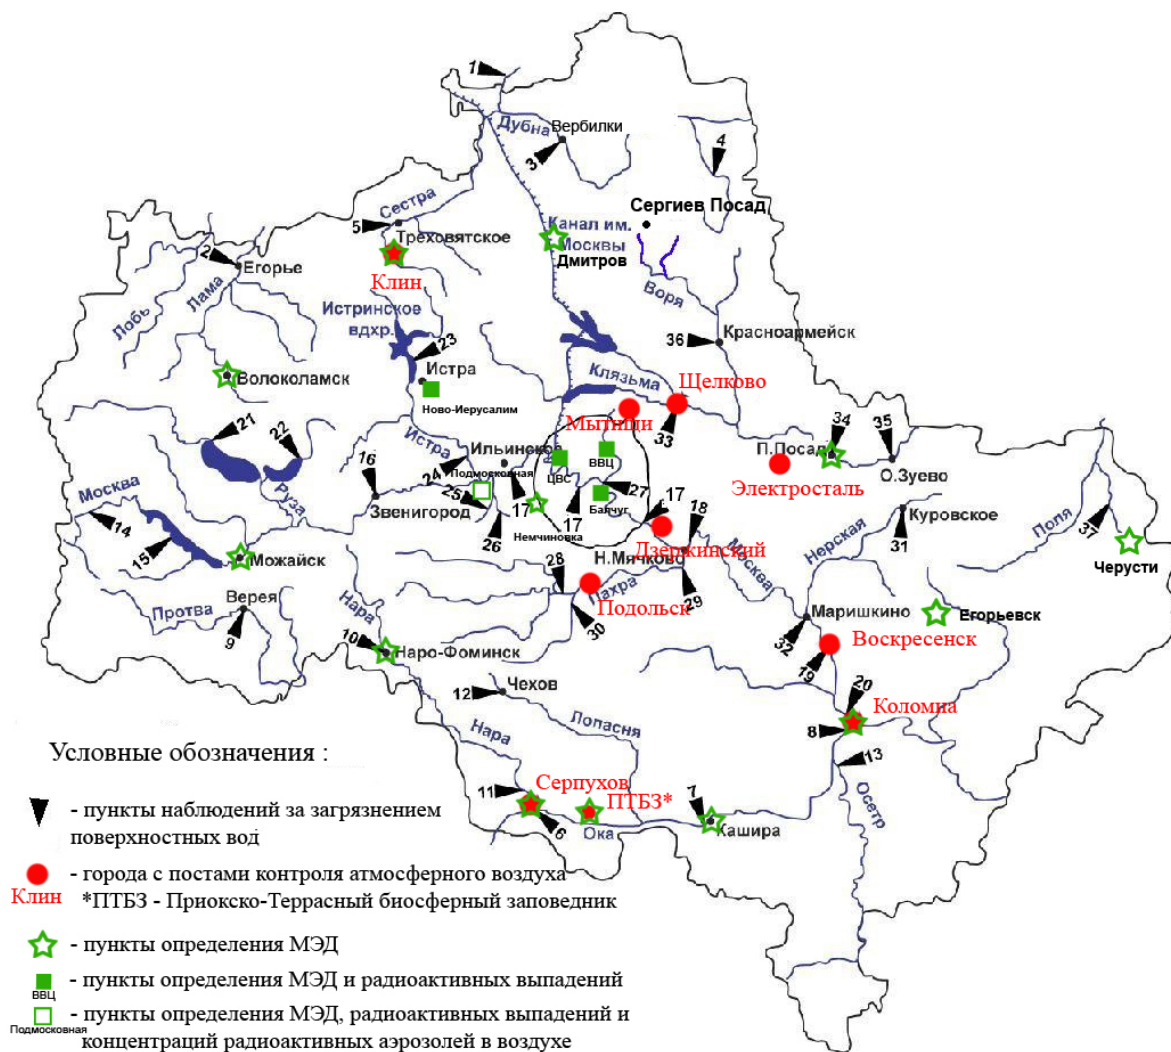 1
Дубна
Вербилки
3
4
Сестра
5
Треховятское
Клин
Канал им.
Москвы
Дмитров
Сергиев Посад
2
Егорье
Лобь
Лама
Воря
Истринское
вдхр.
23
36
Красноармейск
Истра
Волоколамск
Ново-Иерусалим
Клязьма
Щелково
Мытищи
33
21
22
Истра
Ильинское
ЦВС
ВВЦ
34
35
П.Посад
О.Зуево
16
24
Подмосковная
Электросталь
Москва
Руза
Звенигород
25
17
17
Балчуг
27
17
18
14
26
Немчиновка
Дзержинский
Нерская
Куровское
31
Поля
37
15
Можайск
28
Н.Мячково
Москва
Черусти
Протва
Верея
9
Нара
Подольск
Пахра
29
30
Маришкино
32
Егорьевск
Воскресенск
19
10
Наро-Фоминск
12
Чехов
Лопасня
20
Коломна
8
13
Нара
11
Серпухов
6
ПТБЗ*
Ока
7
Кашира
Осетр
Условные обозначения :
- пункты наблюдений за загрязнением
поверхностных вод
- города с постами контроля атмосферного воздуха
Клин
*ПТБЗ - Приокско-Террасный биосферный заповедник
- пункты определения МЭД
- пункты определения МЭД и радиоактивных выпадений
ВВЦ
- пункты определения МЭД, радиоактивных выпадений и
Подмосковная
концентраций радиоактивных аэрозолей в воздухе